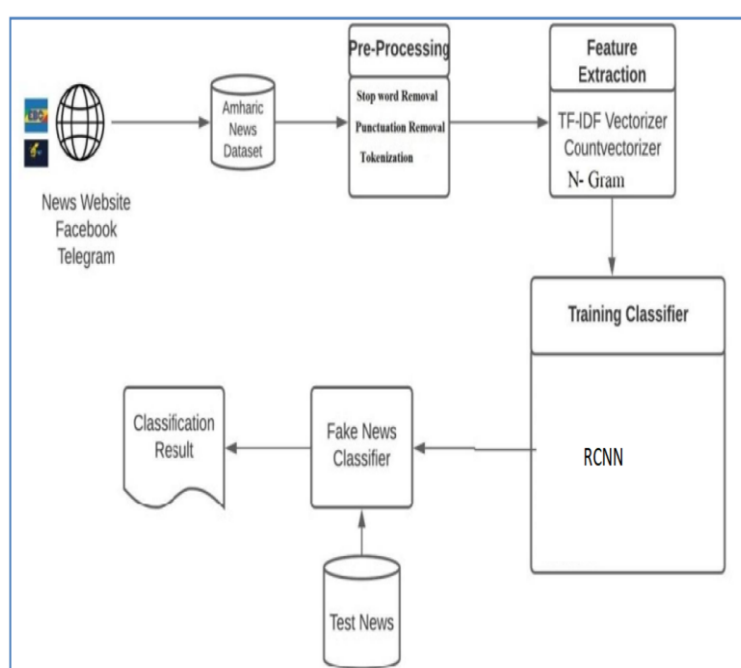 News Website
Facebook
Telegram
Amharic
News
Dataset
Pre-Processing
Stop word Removal
Punctuation Removal
Tokenization
Feature
Extraction
TF-IDF Vectorizer
Countvectorizer
N- Gram
Training Classifier
RCNN
Fake News
Classifier
Classification
Result
Test News